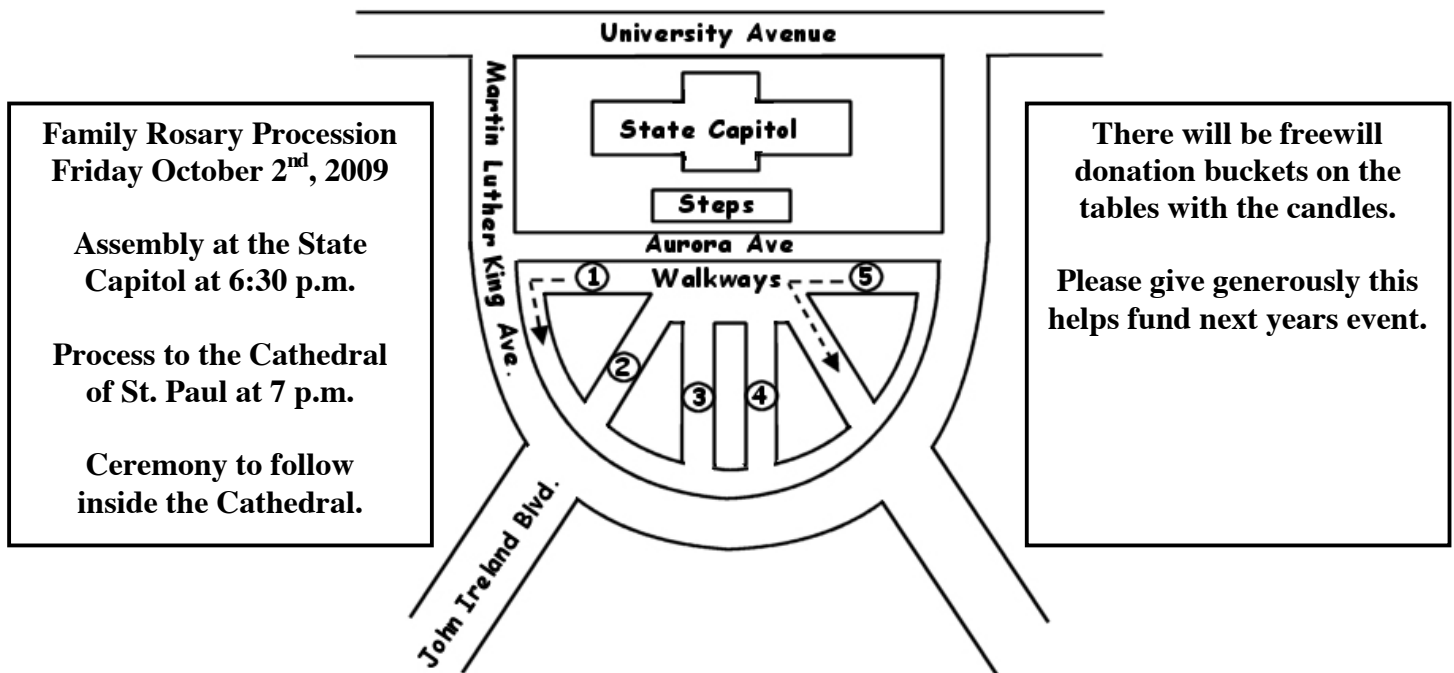 University Avenue
Martin Luther King Ave.
State Capitol
Steps
Aurora Ave
Walkways
1
5
2
3
4
John Ireland Blvd.
Family Rosary Procession
Friday October 2nd, 2009
Assembly at the State
Capitol at 6:30 p.m.
Process to the Cathedral
of St. Paul at 7 p.m.
Ceremony to follow
inside the Cathedral.
There will be freewill
donation buckets on the
tables with the candles.
Please give generously this
helps fund next years event.